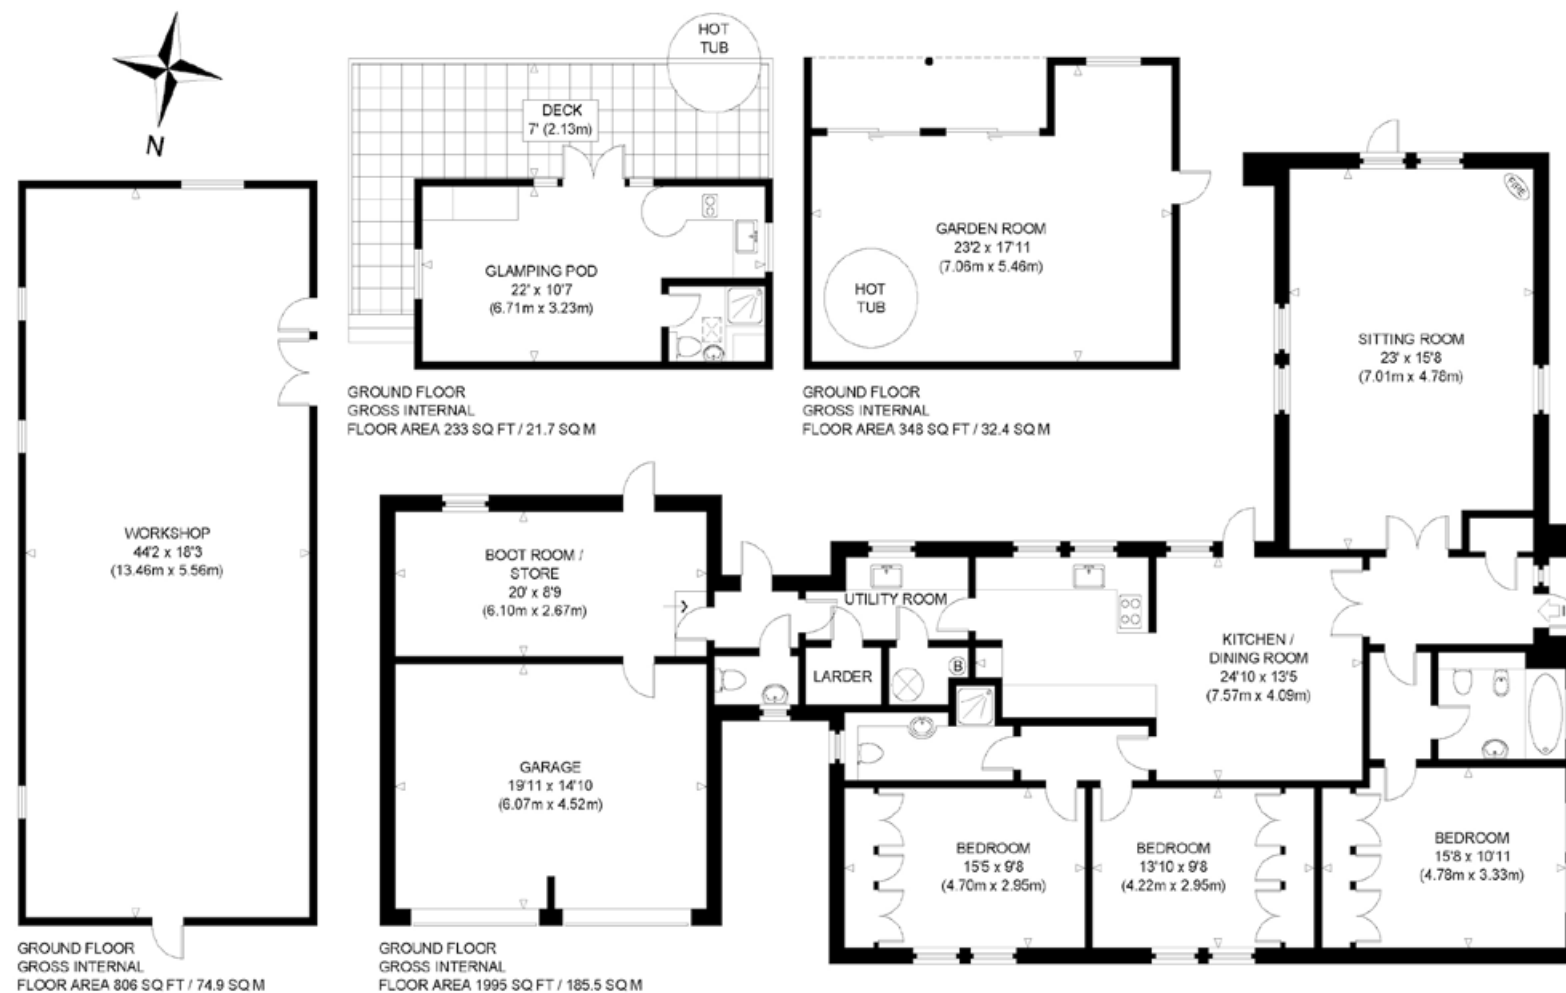 N
HOT
TUB
DECK
7' (2.13m)
GLAMPING POD
22' x 10'7
(6.71m x 3.23m)
GROUND FLOOR
GROSS INTERNAL
FLOOR AREA 233 SQ FT / 21.7 SQ M
GARDEN ROOM
23'2 x 17'11
(7.06m x 5.46m)
HOT
TUB
GROUND FLOOR
GROSS INTERNAL
FLOOR AREA 348 SQ FT / 32.4 SQ M
FIRE
SITTING ROOM
23' x 15'8
(7.01m x 4.78m)
WORKSHOP
44'2 x 18'3
(13.46m x 5.56m)
GROUND FLOOR
GROSS INTERNAL
FLOOR AREA 806 SQ FT / 74.9 SQ M
BOOT ROOM /
STORE
20' x 8'9
(6.10m x 2.67m)
UTILITY ROOM
LARDER
B
KITCHEN /
DINING ROOM
24'10 x 13'5
(7.57m x 4.09m)
GARAGE
19'11 x 14'10
(6.07m x 4.52m)
BEDROOM
15'5 x 9'8
(4.70m x 2.95m)
BEDROOM
13'10 x 9'8
(4.22m x 2.95m)
BEDROOM
15'8 x 10'11
(4.78m x 3.33m)
GROUND FLOOR
GROSS INTERNAL
FLOOR AREA 1995 SQ FT / 185.5 SQ M